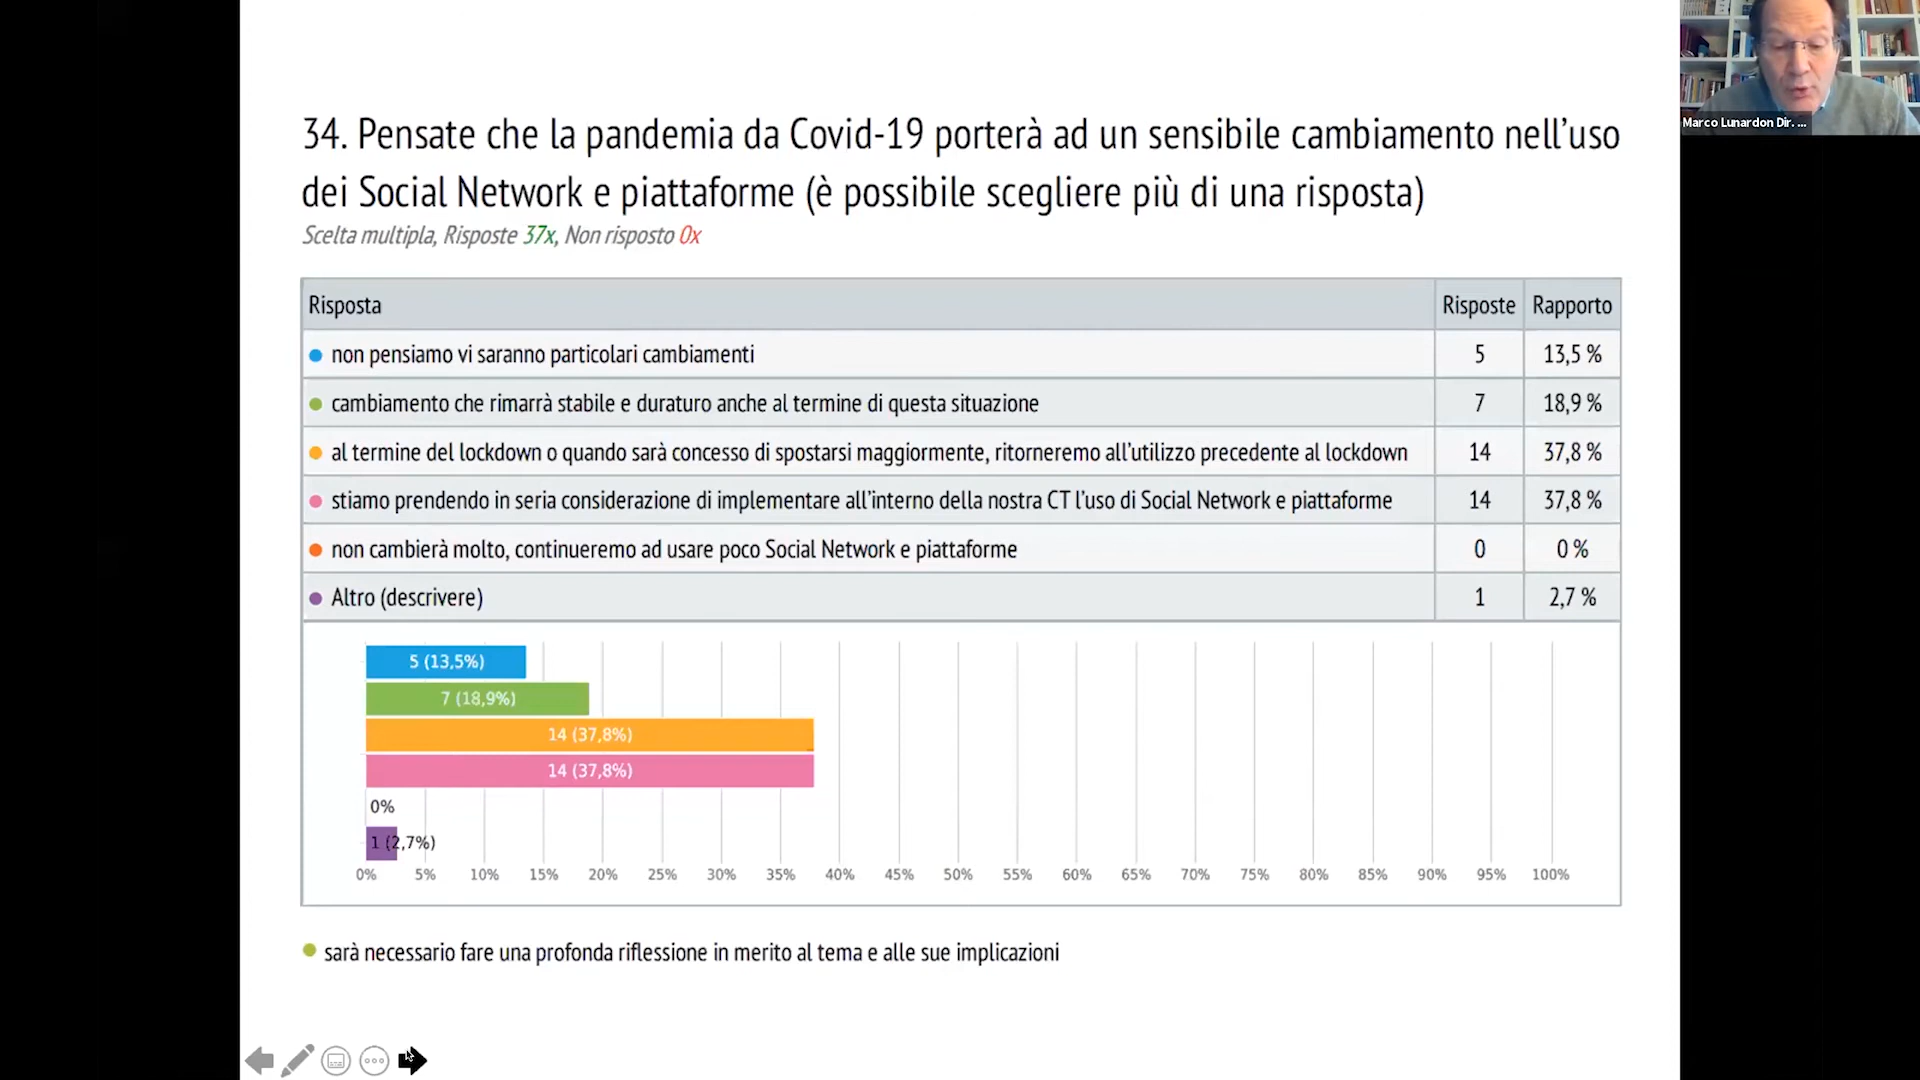 Marco Lunardon Dir. ...
34. Pensate che la pandemia da Covid-19 porterà ad un sensibile cambiamento nell’uso
dei Social Network e piattaforme (è possibile scegliere più di una risposta)
Scelta multipla, Risposte 37x, Non risposto 0x
Risposta Risposte Rapporto
non pensiamo vi saranno particolari cambiamenti 5 13,5 %
cambiamento che rimarrà stabile e duraturo anche al termine di questa situazione 7 18,9 %
al termine del lockdown o quando sarà concesso di spostarsi maggiormente, ritorneremo all’utilizzo precedente al lockdown 14 37,8 %
stiamo prendendo in seria considerazione di implementare all’interno della nostra CT l’uso di Social Network e piattaforme 14 37,8 %
non cambierà molto, continueremo ad usare poco Social Network e piattaforme 0 0 %
Altro (descrivere) 1 2,7 %
5 (13,5%)
7 (18,9%)
14 (37,8%)
14 (37,8%)
0%
1 (2,7%)
0% 5% 10% 15% 20% 25% 30% 35% 40% 45% 50% 55% 60% 65% 70% 75% 80% 85% 90% 95% 100%
sarà necessario fare una profonda riflessione in merito al tema e alle sue implicazioni